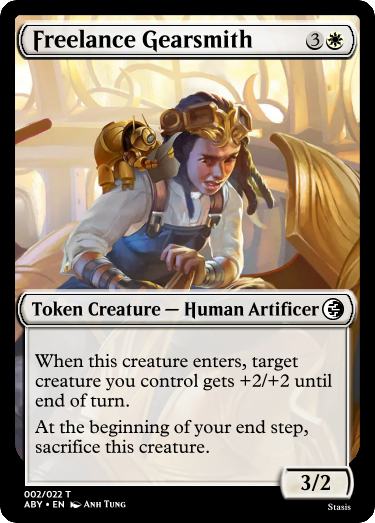 Freelance Gearsmith 3
Token Creature — Human Artificer
When this creature enters, target
creature you control gets +2/+2 until
end of turn.
At the beginning of your end step,
sacrifice this creature.
3/2
002/022 T
ABY • EN Anh Tung
Stasis